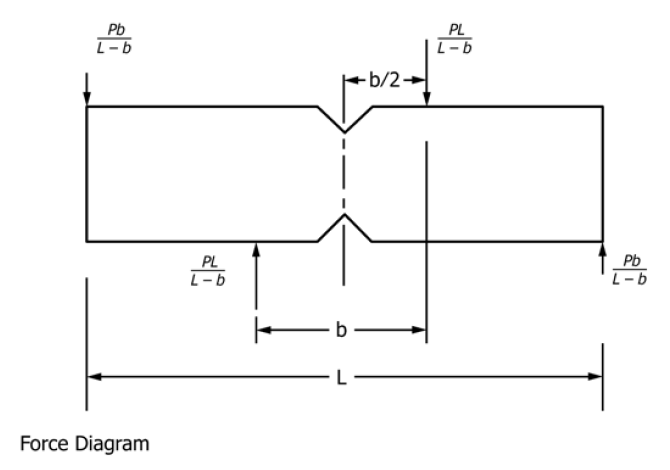 Pb
L – b
PL
L – b
b/2
PL
L – b
Pb
L – b
b
L
Force Diagram